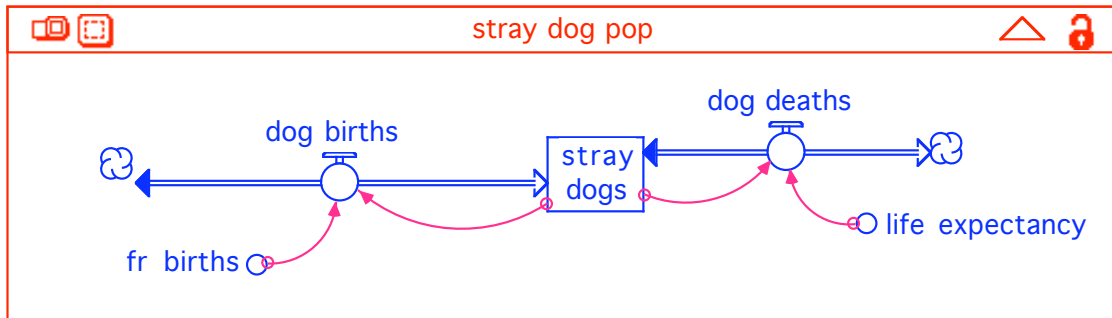 stray dog pop
dog deaths
dog births
stray
dogs
life expectancy
fr births